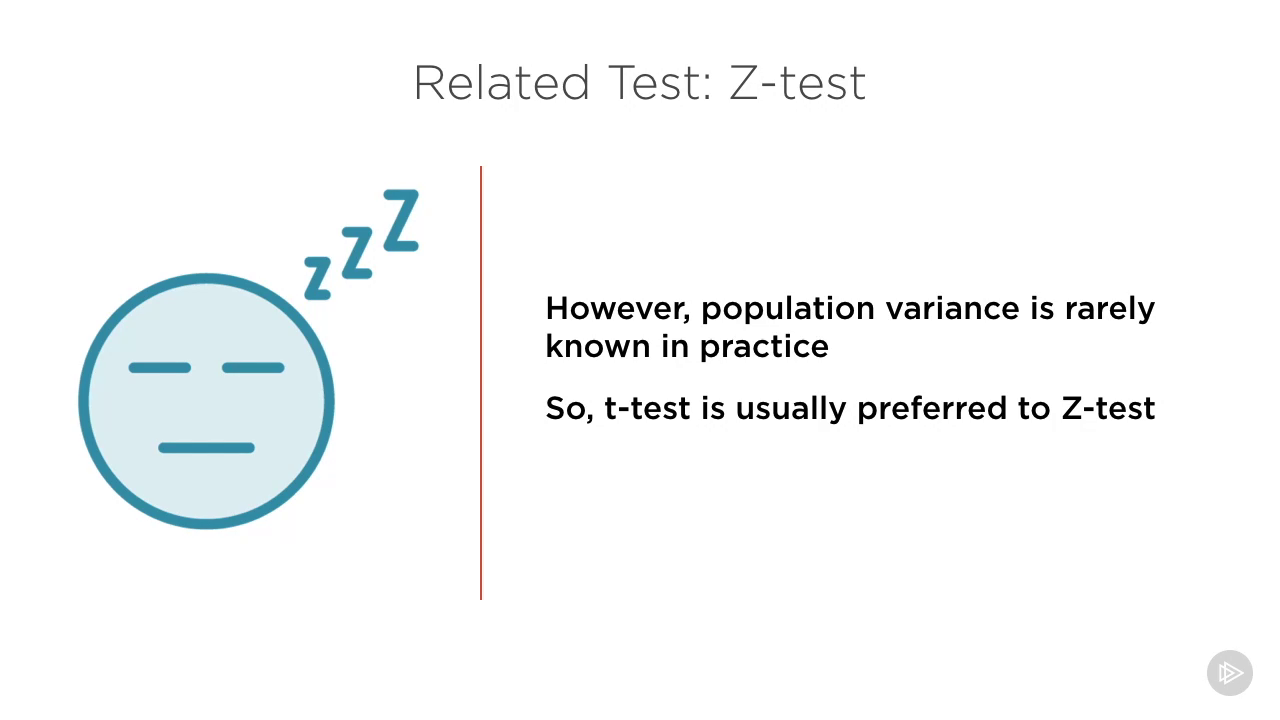 Related Test: Z-test
z z Z
However, population variance is rarely
known in practice
So, t-test is usually preferred to Z-test